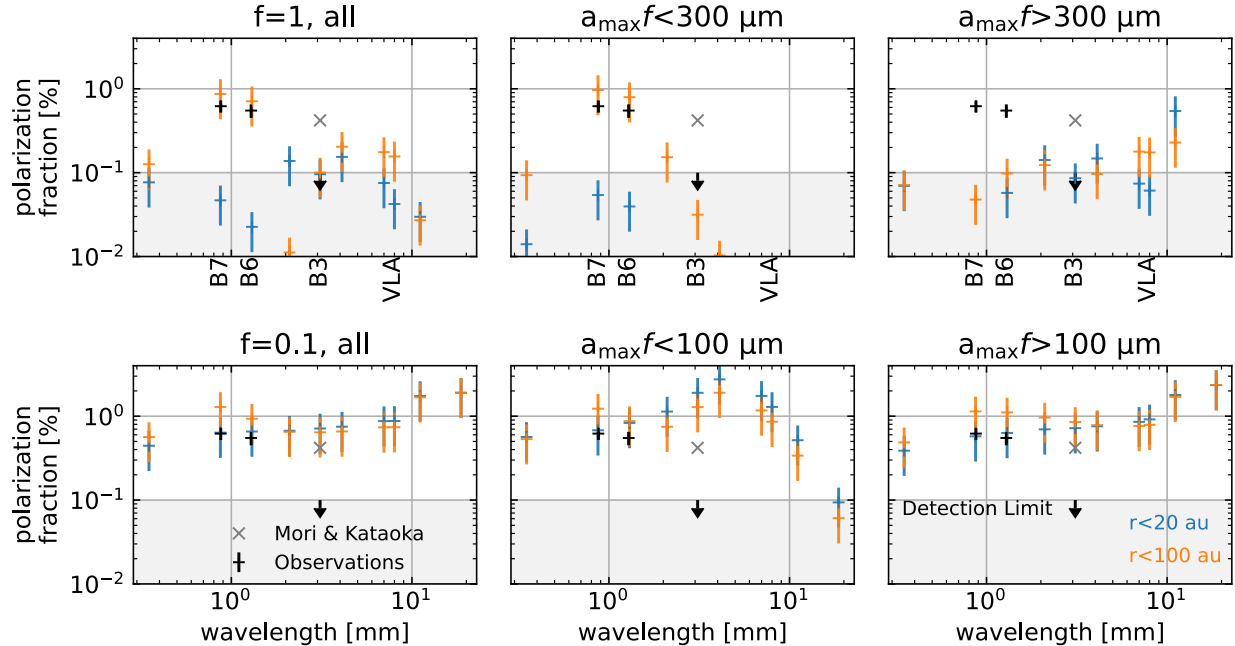 f=1, all
a_max f<300 µm
a_max f>300 µm
polarization
fraction [%]
10^0
10^-1
10^-2
B7
B6
B3
VLA
B7
B6
B3
VLA
B7
B6
B3
VLA
f=0.1, all
a_max f<100 µm
a_max f>100 µm
polarization
fraction [%]
10^0
10^-1
10^-2
Mori & Kataoka
Observations
Detection Limit
r<20 au
r<100 au
10^0
10^1
10^0
10^1
10^0
10^1
wavelength [mm]
wavelength [mm]
wavelength [mm]